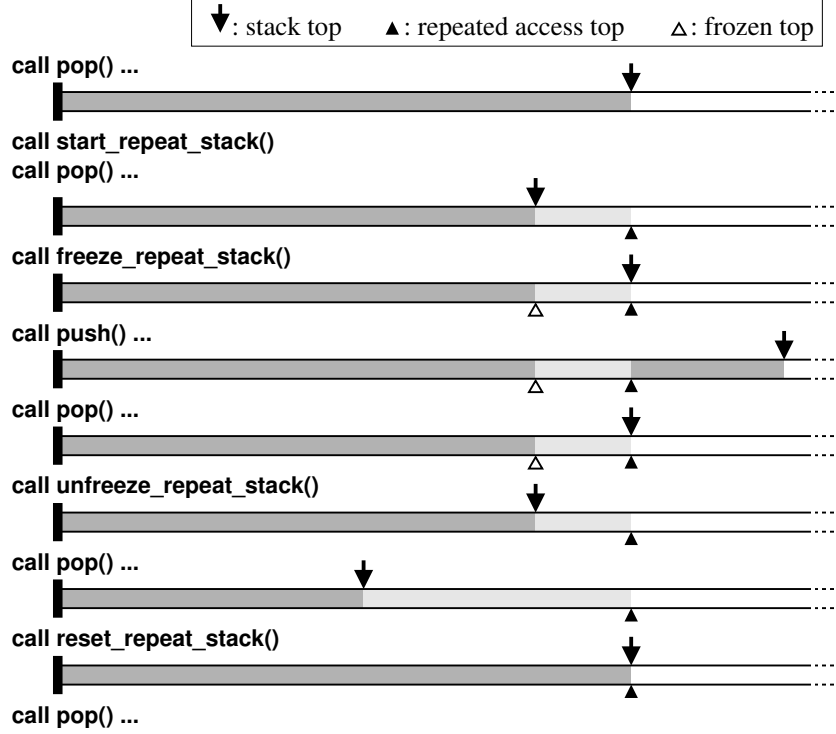 : stack top ▲: repeated access top △: frozen top
call pop() ...
call start_repeat_stack()
call pop() ...
call freeze_repeat_stack()
call push() ...
call pop() ...
call unfreeze_repeat_stack()
call pop() ...
call reset_repeat_stack()
call pop() ...